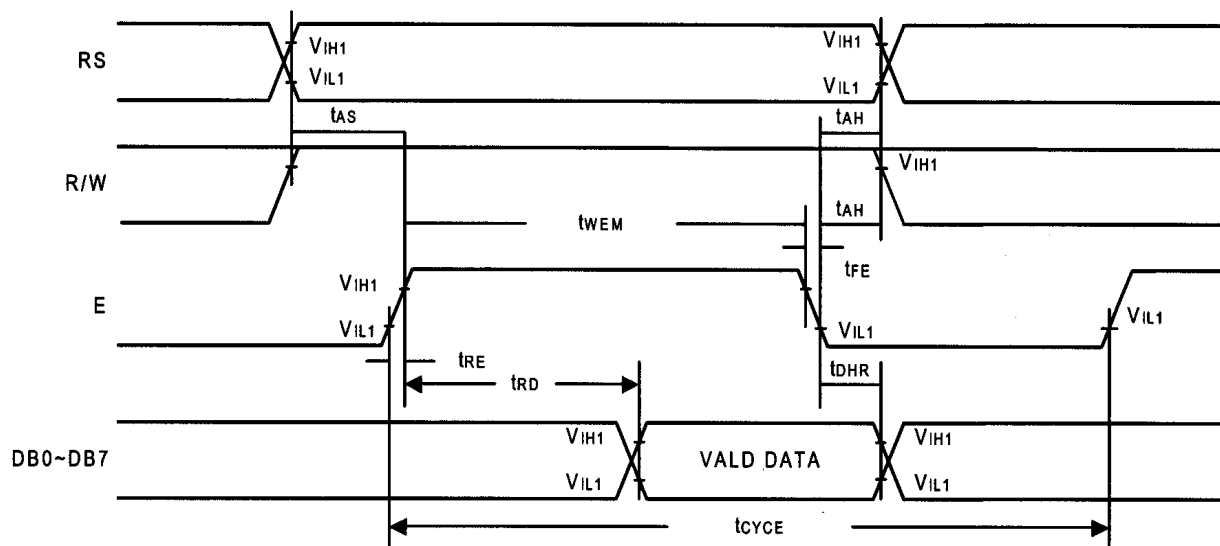 RS
VIH1
VIL1
VIH1
VIL1
tAS
tAH
R/W
VIH1
tWEM
tAH
tFE
E
VIH1
VIL1
VIL1
VIL1
tRE
tRD
tDHR
DB0~DB7
VIH1
VIL1
VALD DATA
VIH1
VIL1
tCYCE